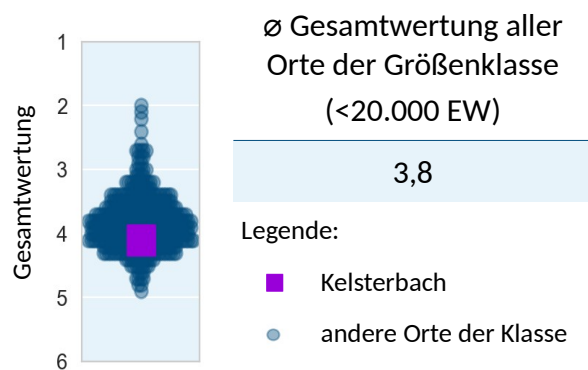 Gesamtwertung
1
2
3
4
5
6
⌀ Gesamtwertung aller
Orte der Größenklasse
(<20.000 EW)
3,8
Legende:
Kelsterbach
andere Orte der Klasse